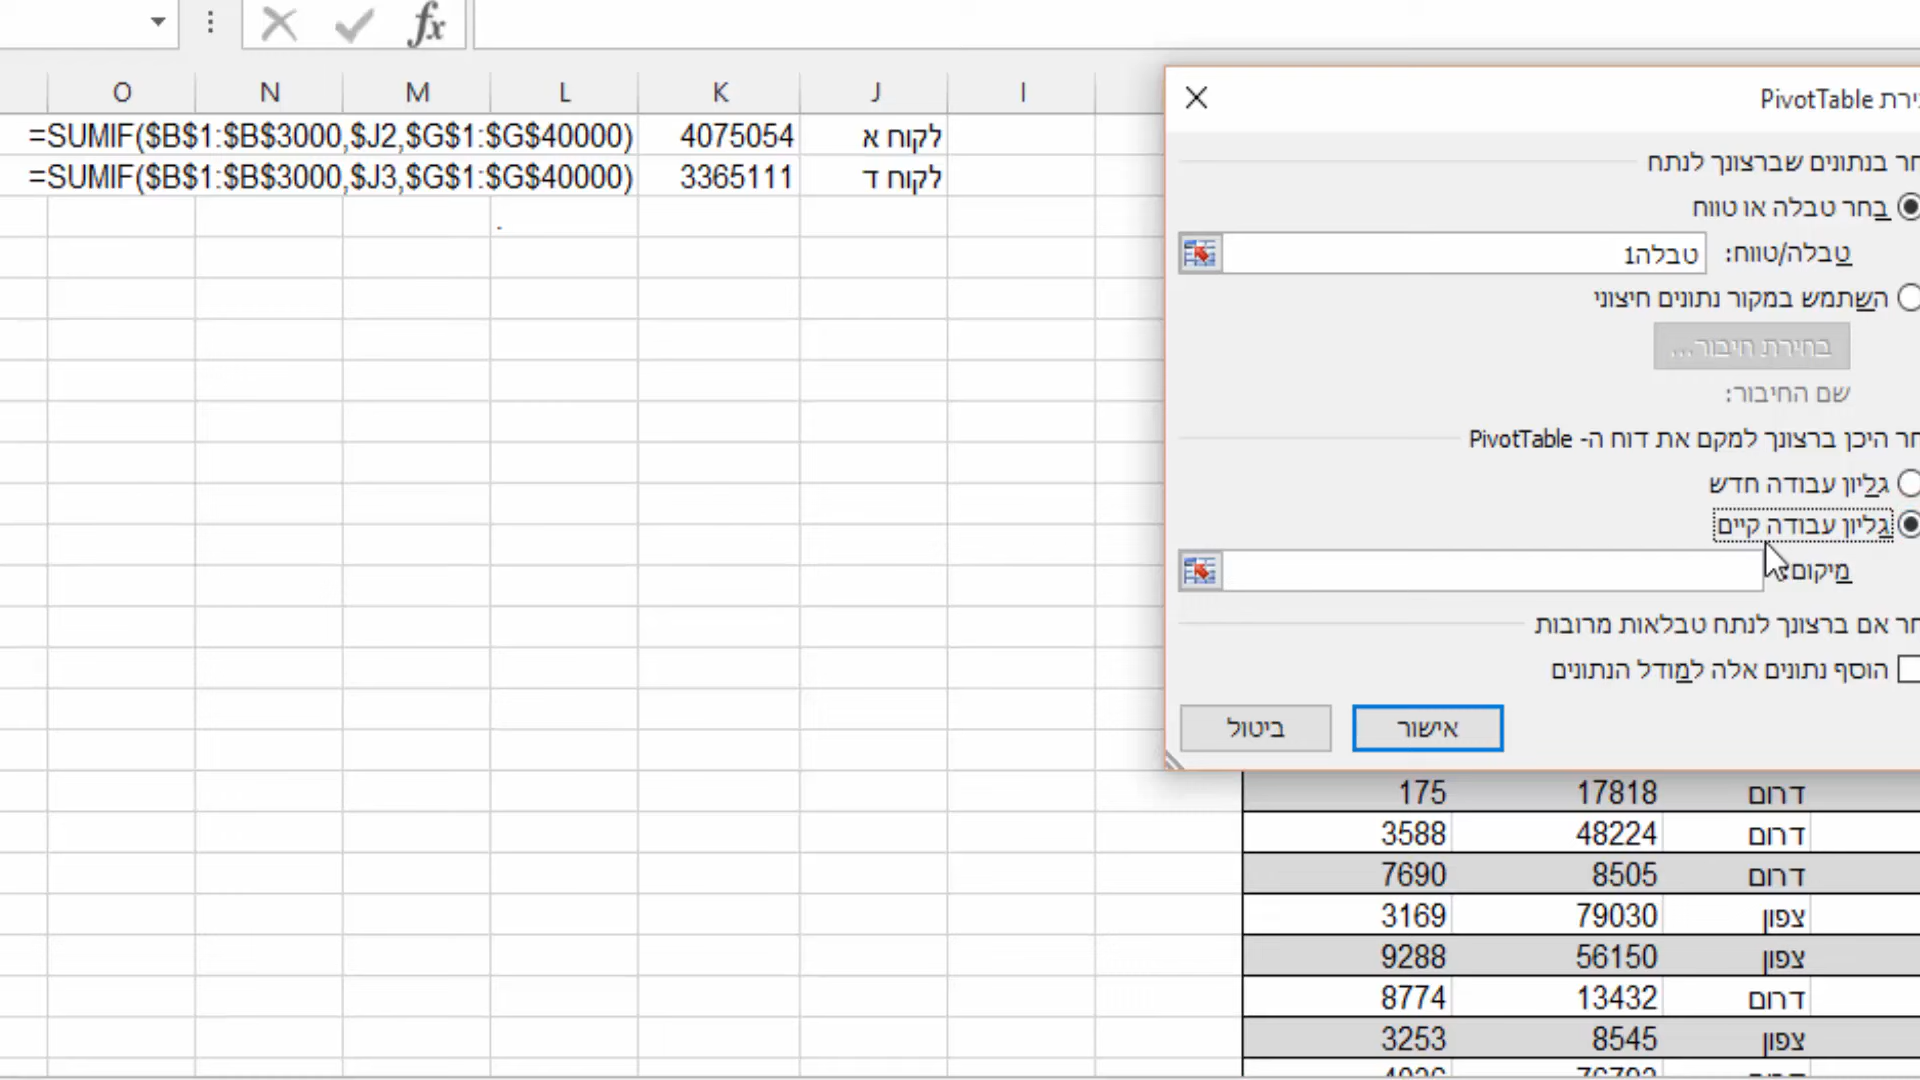 fx
O N M L K J I
=SUMIF($B$1:$B$3000,$J2,$G$1:$G$40000) 4075054 לקוח א
=SUMIF($B$1:$B$3000,$J3,$G$1:$G$40000) 3365111 לקוח ד
PivotTable
בנתונים שברצונך לנתח
בחר טבלה או טווח
טבלה/טווח: טבלה1
השתמש במקור נתונים חיצוני
בחירת חיבור...
שם החיבור:
היכן ברצונך למקם את דוח ה- PivotTable
גליון עבודה חדש
גליון עבודה קיים
מיקום:
אם ברצונך לנתח טבלאות מרובות
הוסף נתונים אלה למודל הנתונים
אישור ביטול
דרום 17818 175
דרום 48224 3588
דרום 8505 7690
צפון 79030 3169
צפון 56150 9288
דרום 13432 8774
צפון 8545 3253